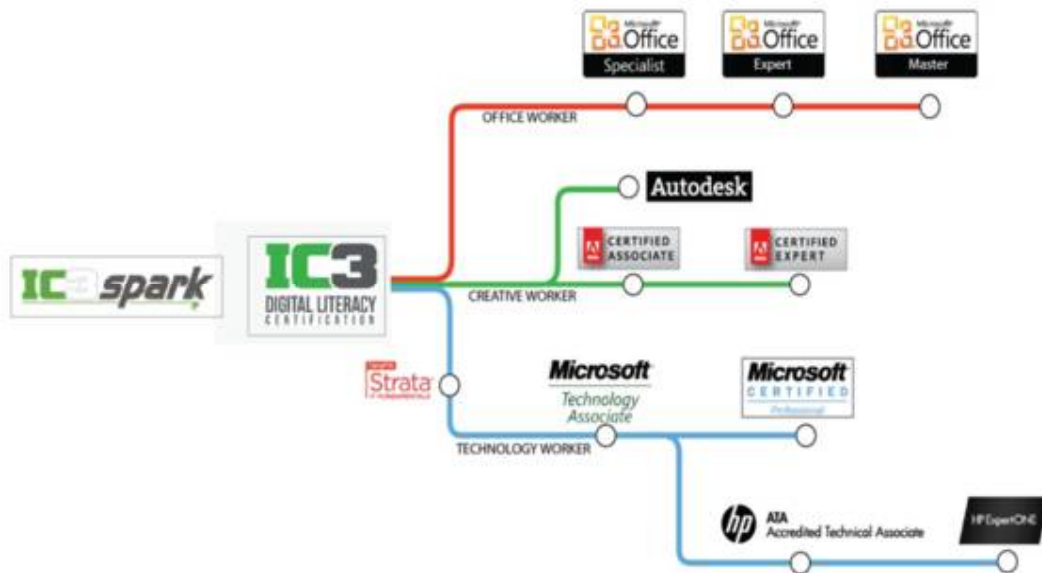 Microsoft
Office
Specialist
Microsoft
Office
Expert
Microsoft
Office
Master
OFFICE WORKER
Autodesk
CERTIFIED
ASSOCIATE
CERTIFIED
EXPERT
CREATIVE WORKER
IC3 spark
IC3
DIGITAL LITERACY
CERTIFICATION
Strata
IT FUNDAMENTALS
Microsoft
Technology
Associate
Microsoft
CERTIFIED
Professional
TECHNOLOGY WORKER
hp
ATA
Accredited Technical Associate
HP ExpertONE